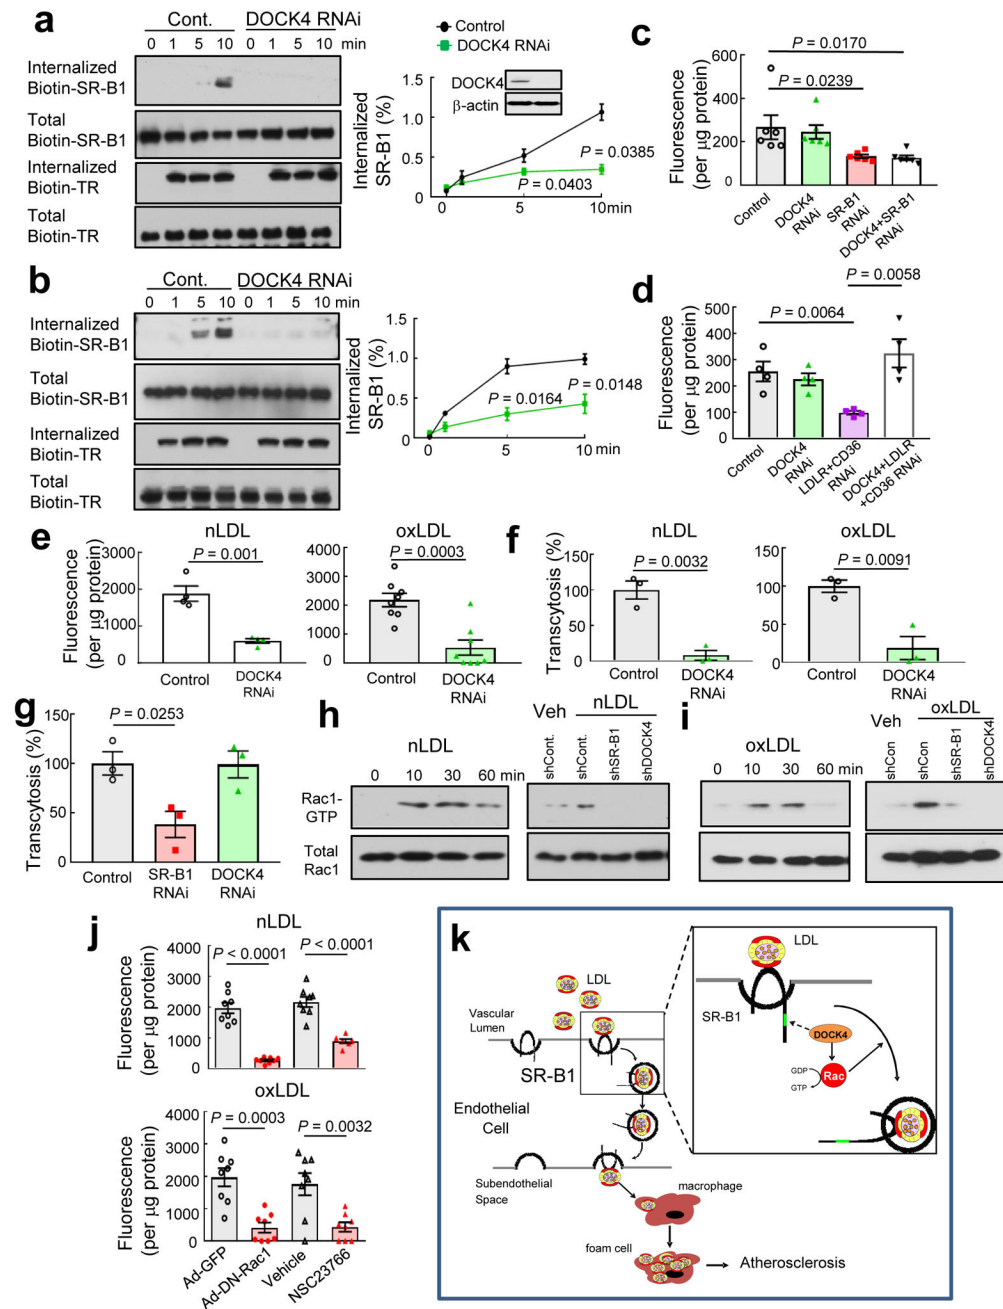 a
Cont. DOCK4 RNAi
0 1 5 10 0 1 5 10 min
Internalized
Biotin-SR-B1
Total
Biotin-SR-B1
Internalized
Biotin-TR
Total
Biotin-TR
Control
DOCK4 RNAi
DOCK4
β-actin
Internalized
SR-B1 (%)
1.5
1.0
0.5
0
P = 0.0385
P = 0.0403
0 5 10min
b
Cont. DOCK4 RNAi
0 1 5 10 0 1 5 10 min
Internalized
Biotin-SR-B1
Total
Biotin-SR-B1
Internalized
Biotin-TR
Total
Biotin-TR
Internalized
SR-B1 (%)
1.5
1.0
0.5
0
P = 0.0148
P = 0.0164
0 5 10 min
c
P = 0.0170
P = 0.0239
Fluorescence
(per µg protein)
600
400
200
0
Control
DOCK4
RNAi
SR-B1
RNAi
DOCK4+SR-B1
RNAi
d
P = 0.0058
P = 0.0064
Fluorescence
(per µg protein)
500
400
300
200
100
0
Control
DOCK4
RNAi
LDLR+CD36
RNAi
DOCK4+LDLR
+CD36 RNAi
e
nLDL
P = 0.001
Fluorescence
(per µg protein)
3000
2000
1000
0
Control
DOCK4
RNAi
oxLDL
P = 0.0003
4000
3000
2000
1000
0
Control
DOCK4
RNAi
f
nLDL
P = 0.0032
Transcytosis (%)
150
100
50
0
Control
DOCK4
RNAi
oxLDL
P = 0.0091
150
100
50
0
Control
DOCK4
RNAi
g
P = 0.0253
Transcytosis (%)
150
100
50
0
Control
SR-B1
RNAi
DOCK4
RNAi
h
nLDL
0 10 30 60 min
Rac1-
GTP
Total
Rac1
Veh nLDL
shCont.
shCont.
shSR-B1
shDOCK4
i
oxLDL
0 10 30 60 min
Veh oxLDL
shCon
shCon
shSR-B1
shDOCK4
j
nLDL
P < 0.0001
P < 0.0001
Fluorescence
(per µg protein)
4000
3000
2000
1000
0
oxLDL
P = 0.0003
P = 0.0032
Fluorescence
(per µg protein)
4000
3000
2000
1000
0
Ad-GFP
Ad-DN-Rac1
Vehicle
NSC23766
k
LDL
Vascular
Lumen
SR-B1
Endothelial
Cell
Subendothelial
Space
macrophage
foam cell
Atherosclerosis
LDL
SR-B1
DOCK4
GDP
GTP
Rac